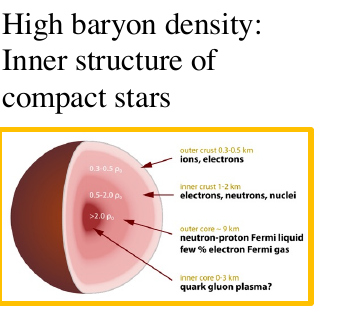 High baryon density:
Inner structure of
compact stars
outer crust 0.3-0.5 km
ions, electrons
0.3-0.5 ρ₀
inner crust 1-2 km
electrons, neutrons, nuclei
0.5-2.0 ρ₀
>2.0 ρ₀
outer core ~ 9 km
neutron-proton Fermi liquid
few % electron Fermi gas
inner core 0-3 km
quark gluon plasma?